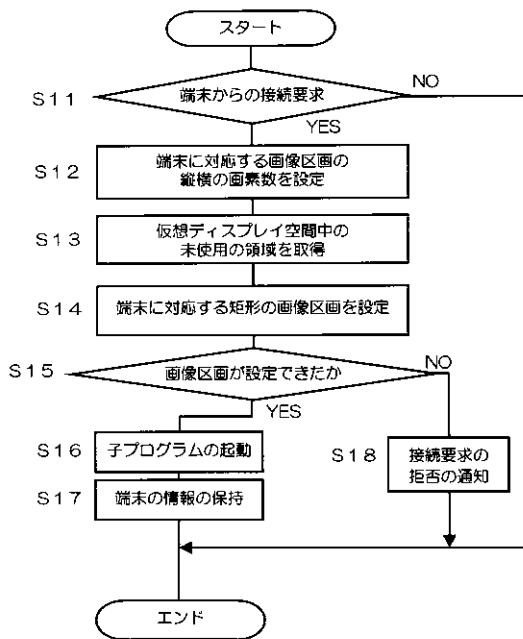 スタート
S11
端末からの接続要求
NO
YES
S12
端末に対応する画像区画の
縦横の画素数を設定
S13
仮想ディスプレイ空間中の
未使用の領域を取得
S14
端末に対応する矩形の画像区画を設定
S15
画像区画が設定できたか
NO
YES
S16
子プログラムの起動
S18
接続要求の
拒否の通知
S17
端末の情報の保持
エンド